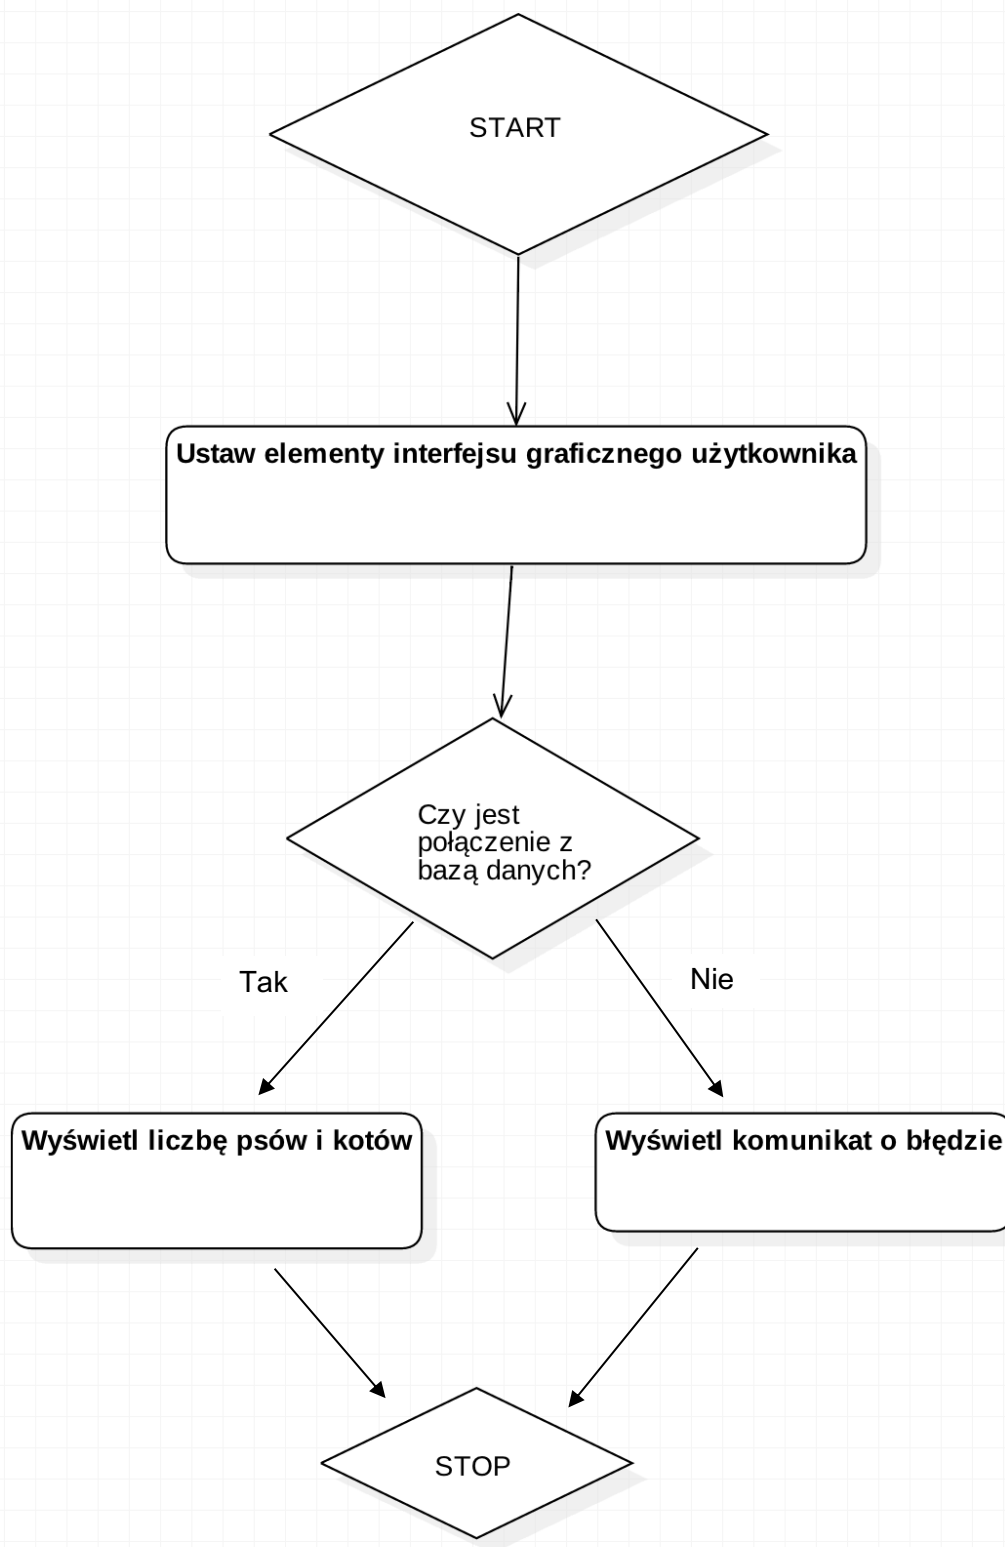 START
Ustaw elementy interfejsu graficznego użytkownika
Czy jest
połączenie z
bazą danych?
Tak
Nie
Wyświetl liczbę psów i kotów
Wyświetl komunikat o błędzie
STOP